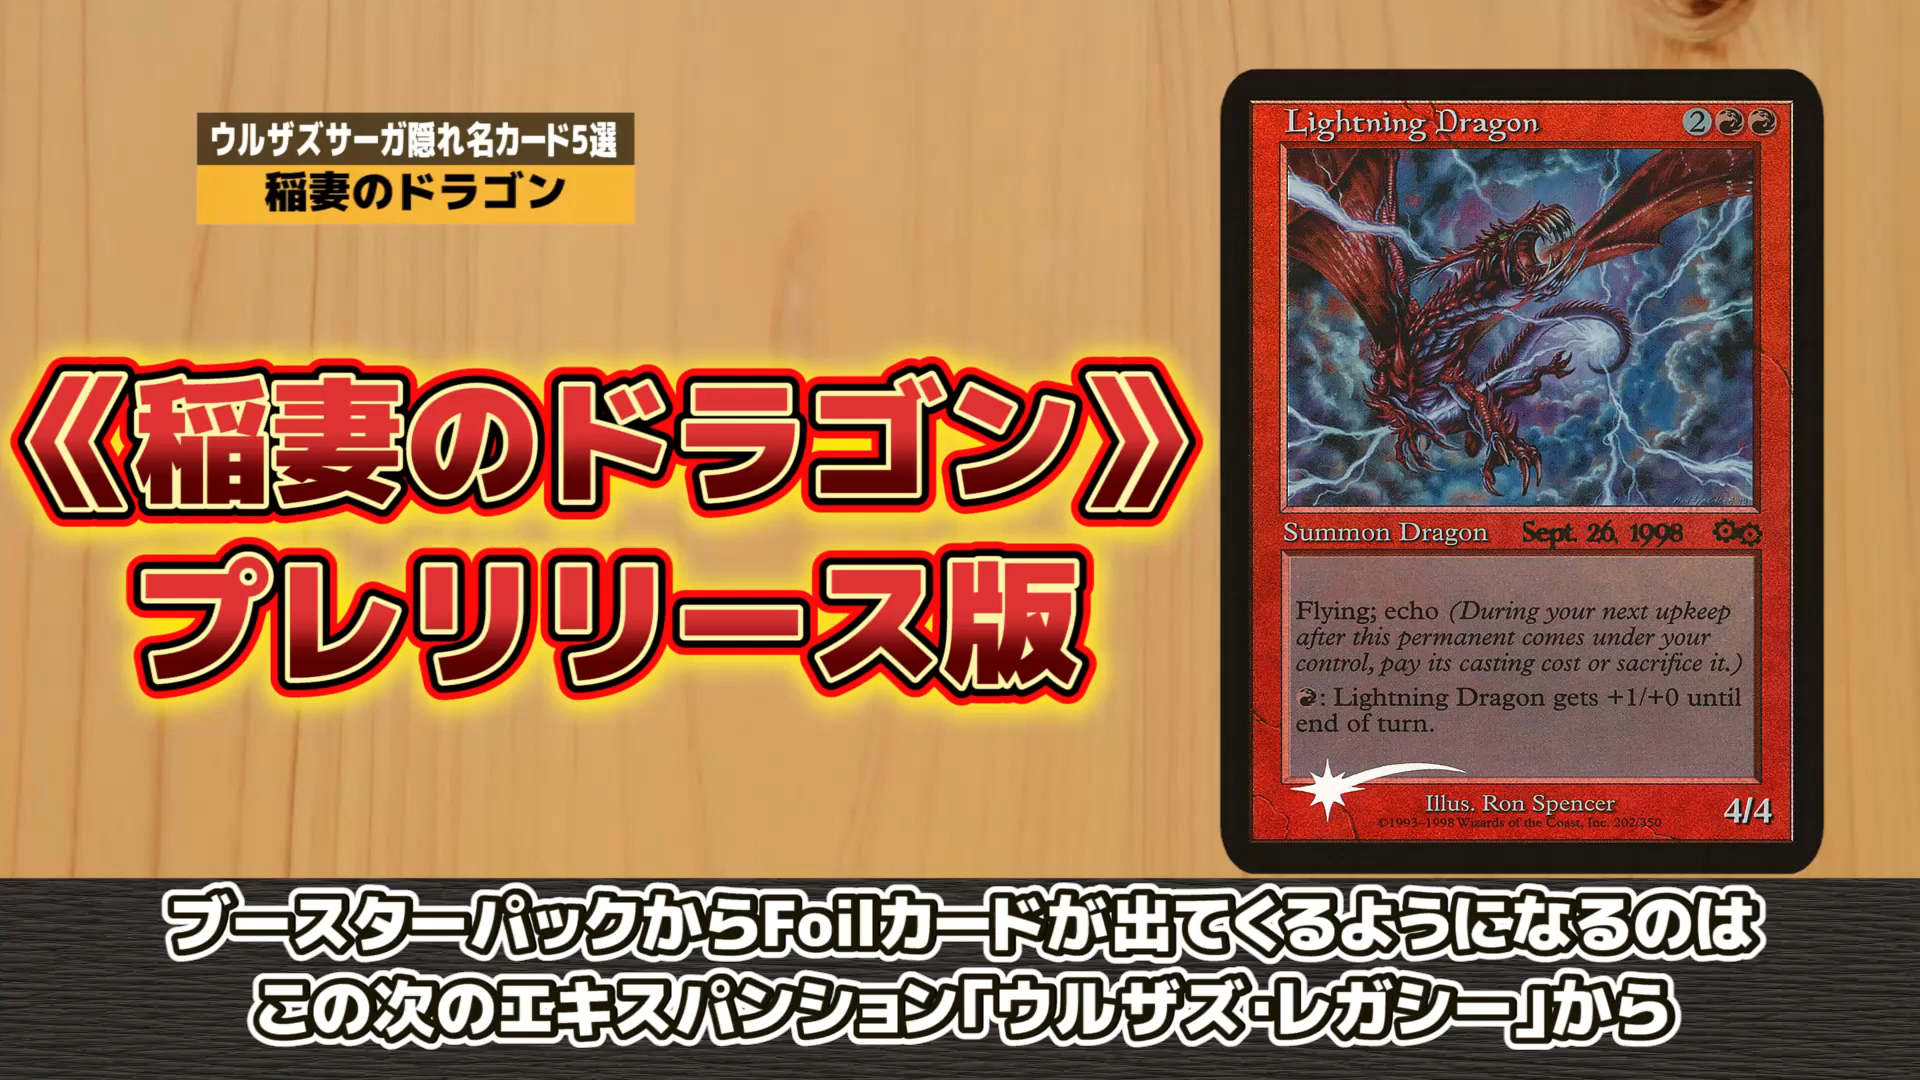 ウルザズサーガ隠れ名カード5選
稲妻のドラゴン
《稲妻のドラゴン》
プレリリース版
Lightning Dragon
2
Summon Dragon Sept. 26, 1998
Flying; echo (During your next upkeep
after this permanent comes under your
control, pay its casting cost or sacrifice it.)
: Lightning Dragon gets +1/+0 until
end of turn.
Illus. Ron Spencer
©1993-1998 Wizards of the Coast, Inc. 202/350
4/4
ブースターパックからFoilカードが出てくるようになるのは
この次のエキスパンション「ウルザズ・レガシー」から